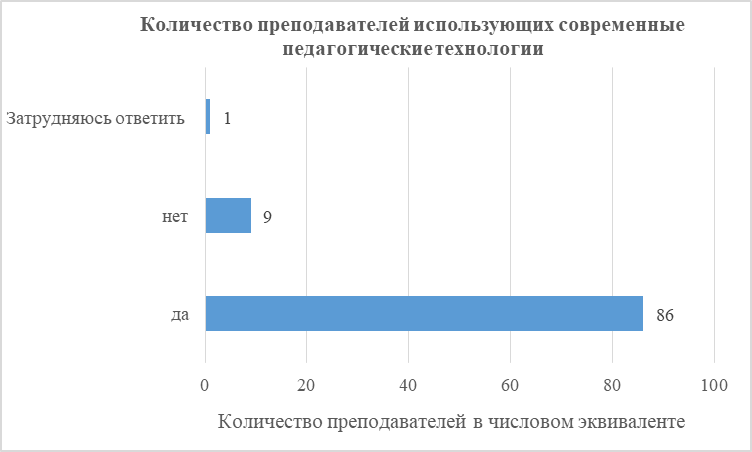 Количество преподавателей использующих современные
педагогические технологии
Затрудняюсь ответить 1
нет 9
да 86
0 20 40 60 80 100
Количество преподавателей в числовом эквиваленте